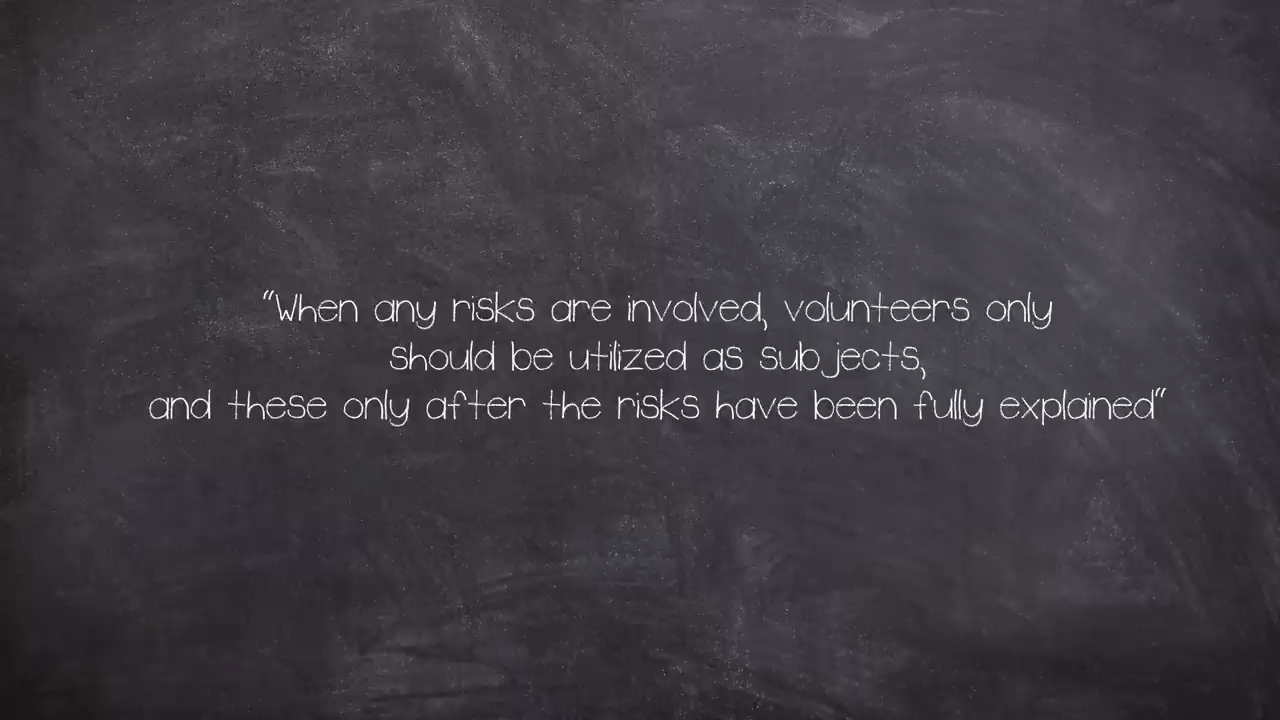 “When any risks are involved, volunteers only
should be utilized as subjects,
and these only after the risks have been fully explained“